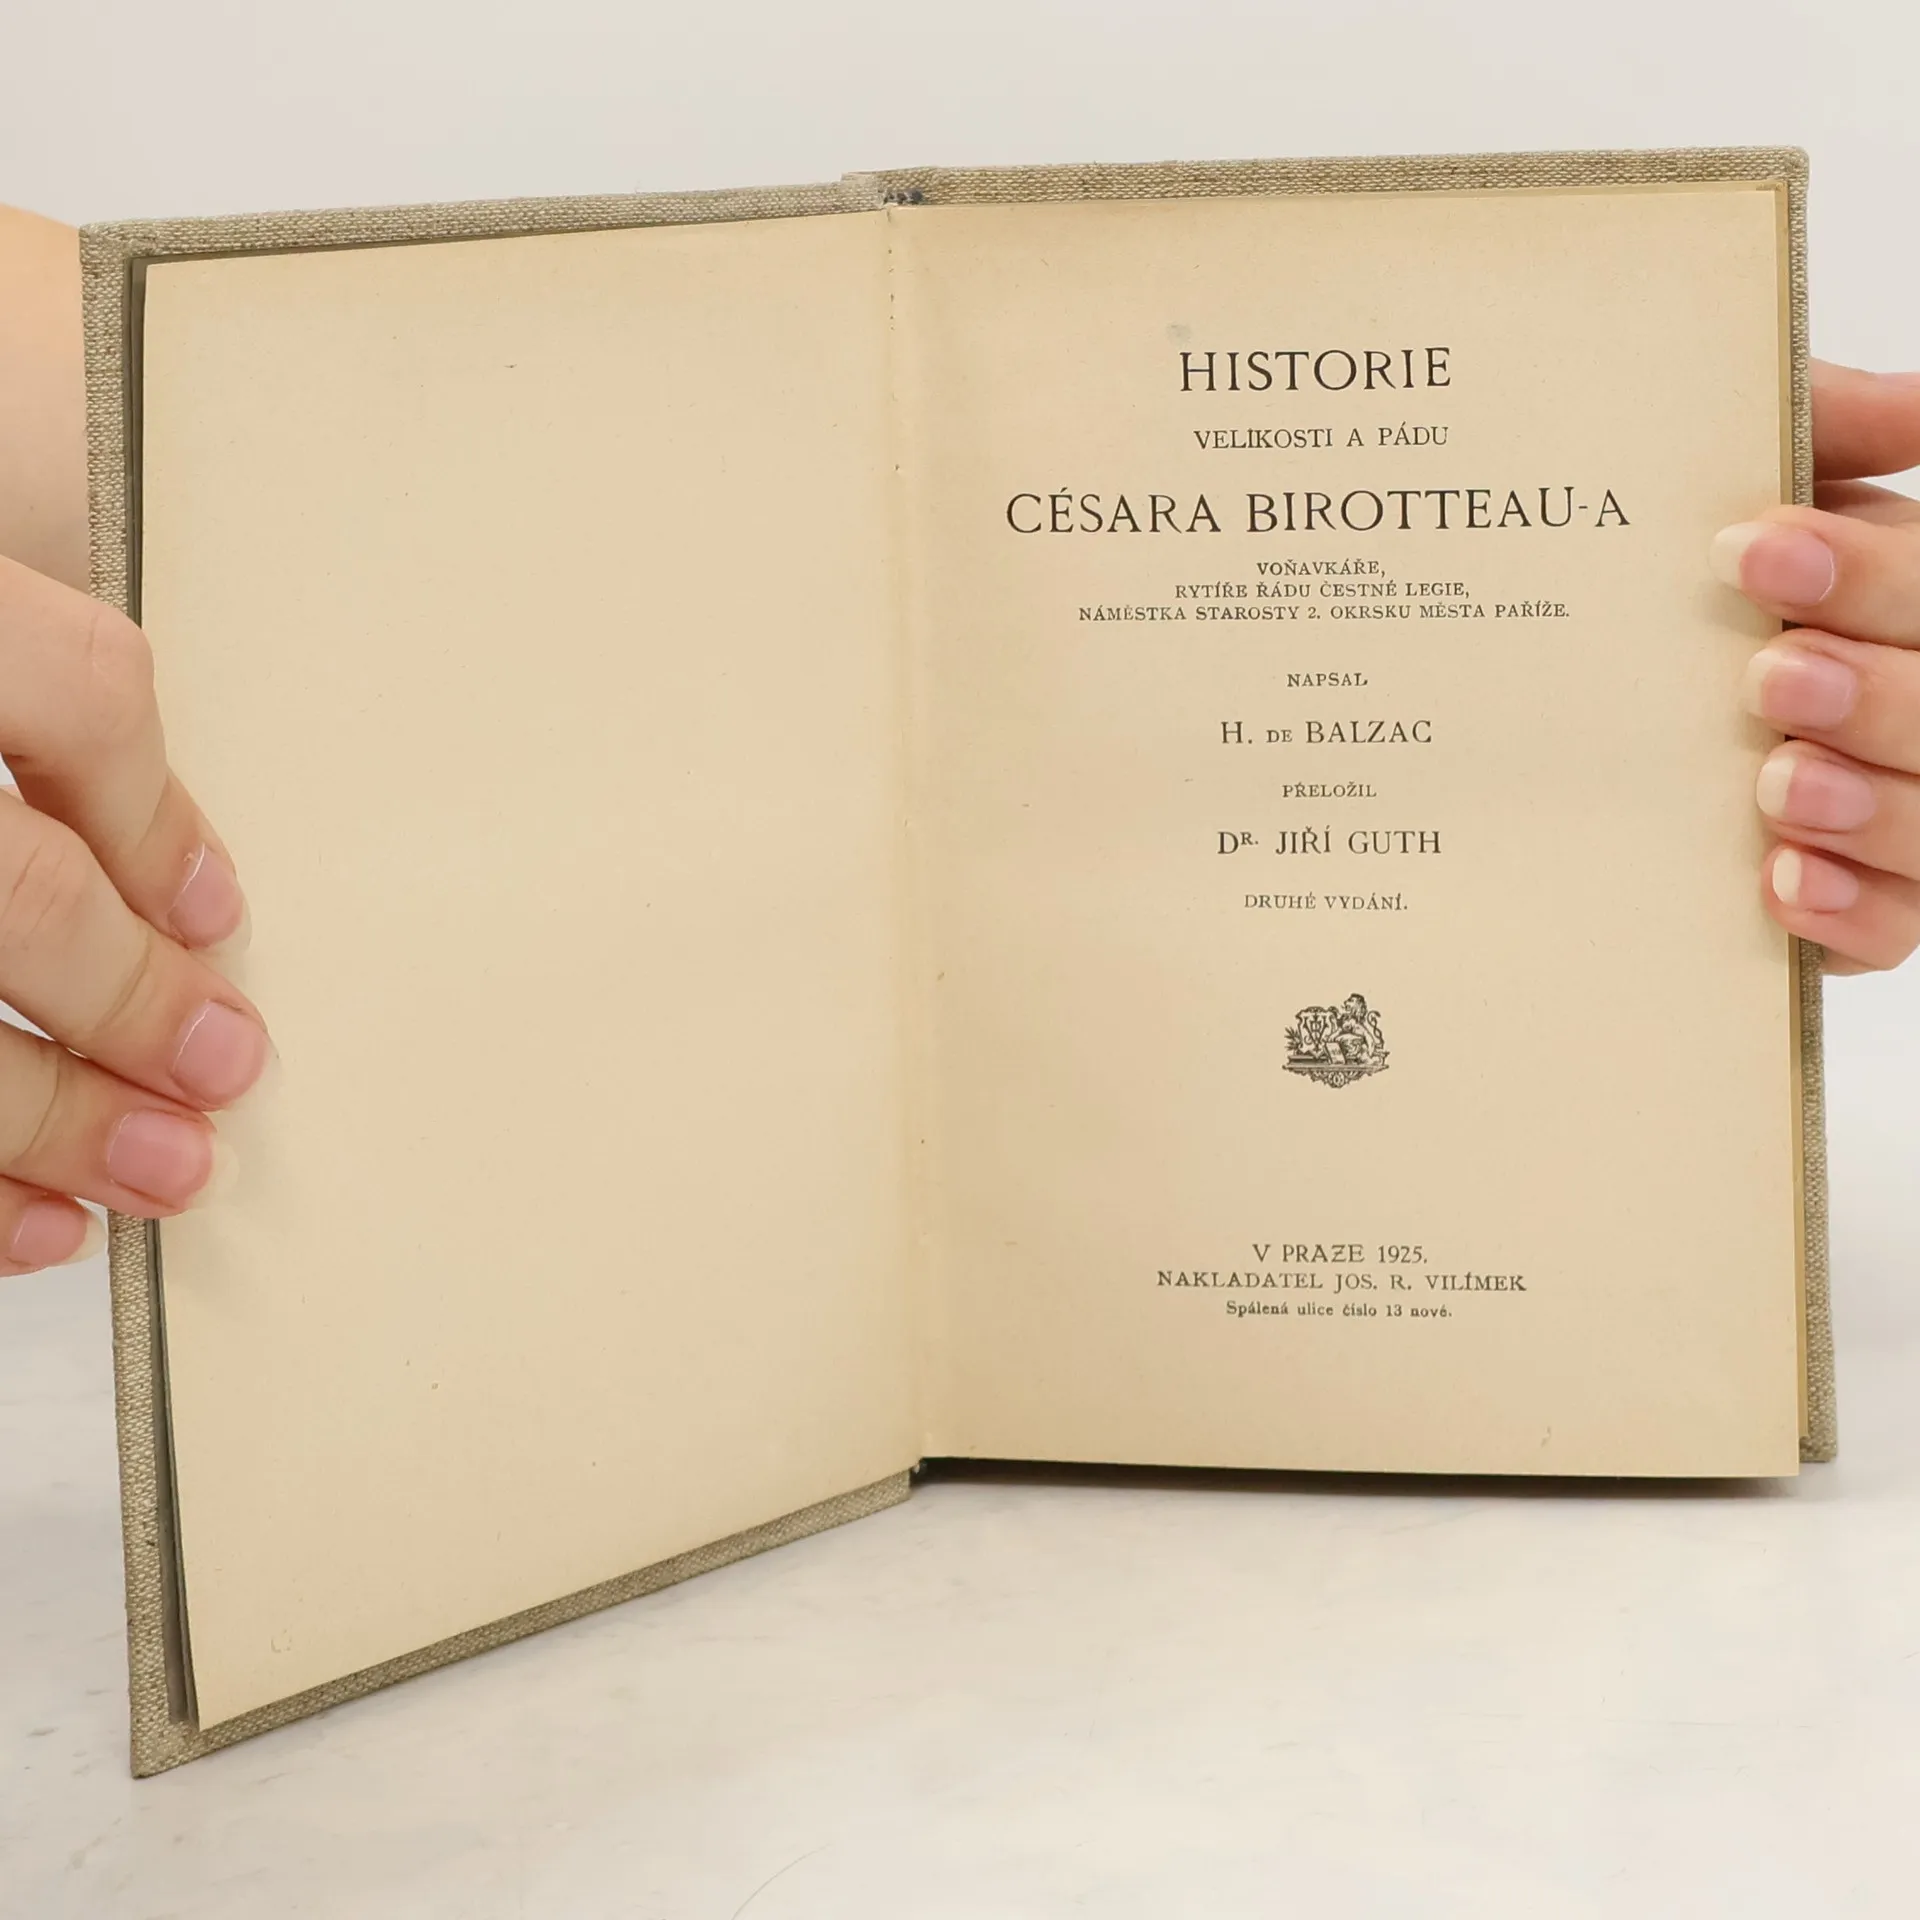 HISTORIE
VELIKOSTI A PÁDU
CÉSARA BIROTTEAU-A
VOŇAVKÁŘE,
RYTÍŘE ŘÁDU ČESTNÉ LEGIE,
NÁMĚSTKA STAROSTY 2. OKRSKU MĚSTA PAŘÍŽE.
NAPSAL
H. DE BALZAC
PŘELOŽIL
DR. JIŘÍ GUTH
DRUHÉ VYDÁNÍ.
V PRAZE 1925.
NAKLADATEL JOS. R. VILÍMEK
Spálená ulice číslo 13 nové.